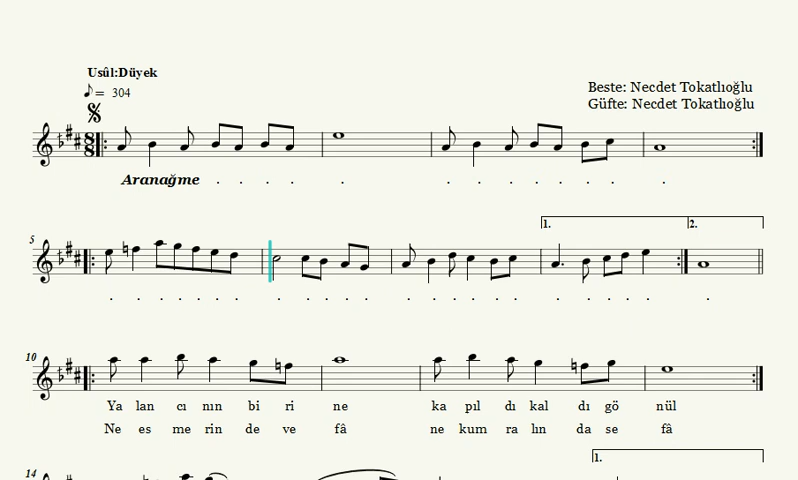 Usûl:Düyek
= 304
Beste: Necdet Tokatlıoğlu
Güfte: Necdet Tokatlıoğlu
8
8
Aranağme . . . . . . . . . . . .
5
1. 2.
10
Ya lan cı nın bi ri ne ka pıl dı kal dı gö nül
Ne es me rin de ve fâ ne kum ra lın da se fâ
1.
14